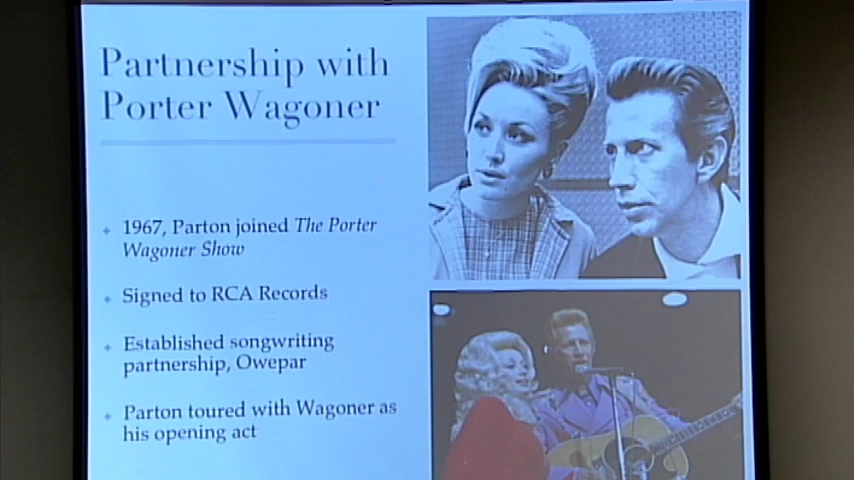 Partnership with
Porter Wagoner
1967, Parton joined The Porter
Wagoner Show
Signed to RCA Records
Established songwriting
partnership, Owepar
Parton toured with Wagoner as
his opening act